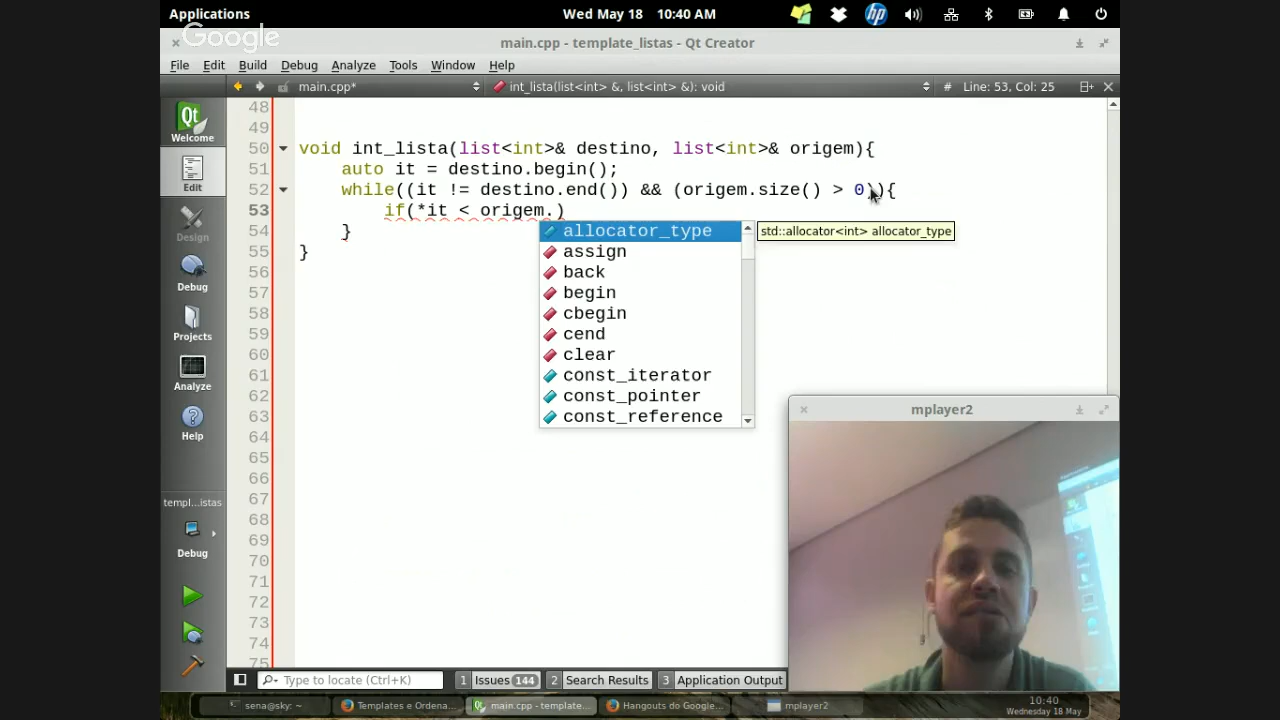 Applications
Wed May 18 10:40 AM
Google
main.cpp - template_listas - Qt Creator
File Edit Build Debug Analyze Tools Window Help
main.cpp*
int_lista(list<int> &, list<int> &): void
# Line: 53, Col: 25
Welcome
Edit
Design
Debug
Projects
Analyze
Help
templ...istas
Debug
48
49
50 void int_lista(list<int>& destino, list<int>& origem){
51 auto it = destino.begin();
52 while((it != destino.end()) && (origem.size() > 0)){
53 if(*it < origem.)
54 }
55 }
56
57
58
59
60
61
62
63
64
65
66
67
68
69
70
71
72
73
74
75
allocator_type
assign
back
begin
cbegin
cend
clear
const_iterator
const_pointer
const_reference
std::allocator<int> allocator_type
mplayer2
Type to locate (Ctrl+K)
1 Issues 144
2 Search Results
3 Application Output
sena@sky: ~
Templates e Ordena...
main.cpp - template...
Hangouts do Google...
mplayer2
10:40
Wednesday 18 May